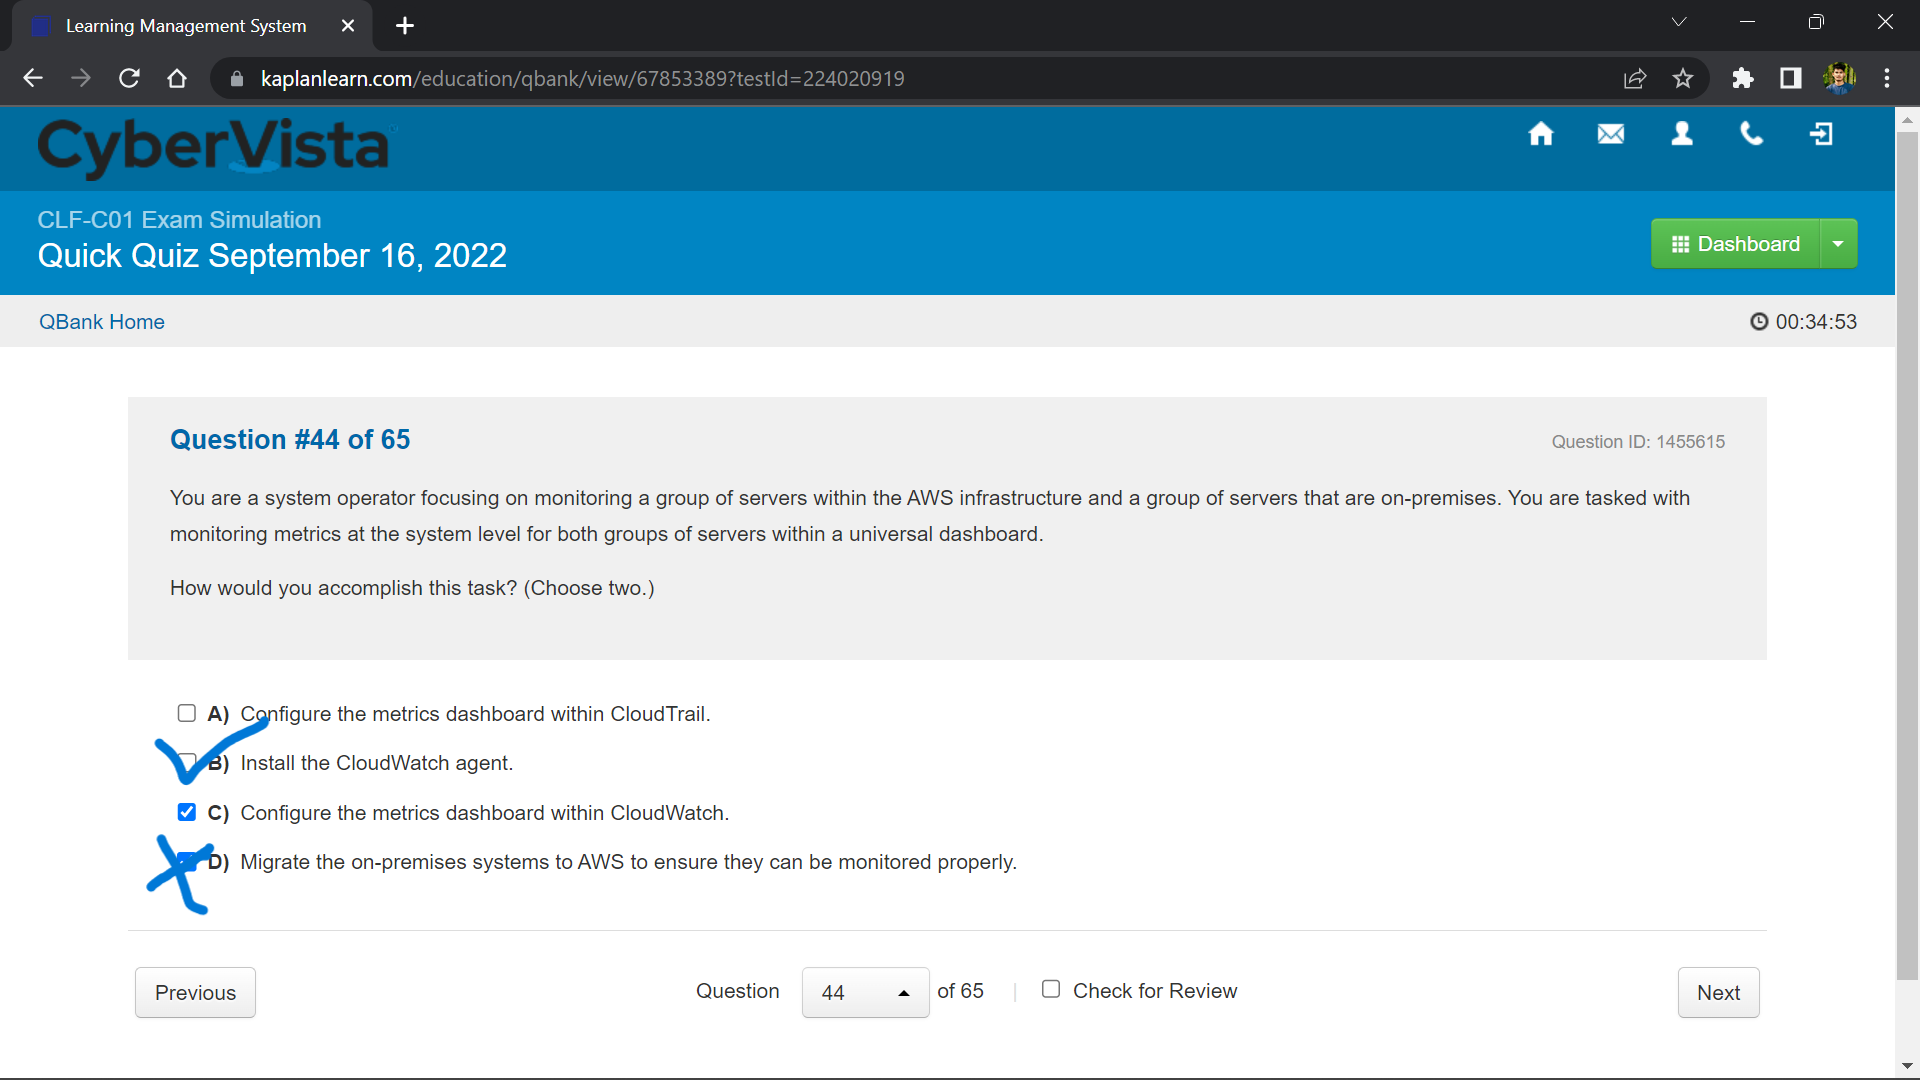 Learning Management System
kaplanlearn.com/education/qbank/view/67853389?testId=224020919
CyberVista
CLF-C01 Exam Simulation
Quick Quiz September 16, 2022
Dashboard
QBank Home
00:34:53
Question #44 of 65
Question ID: 1455615
You are a system operator focusing on monitoring a group of servers within the AWS infrastructure and a group of servers that are on-premises. You are tasked with
monitoring metrics at the system level for both groups of servers within a universal dashboard.
How would you accomplish this task? (Choose two.)
A) Configure the metrics dashboard within CloudTrail.
B) Install the CloudWatch agent.
C) Configure the metrics dashboard within CloudWatch.
D) Migrate the on-premises systems to AWS to ensure they can be monitored properly.
Previous
Question 44 of 65 | Check for Review
Next